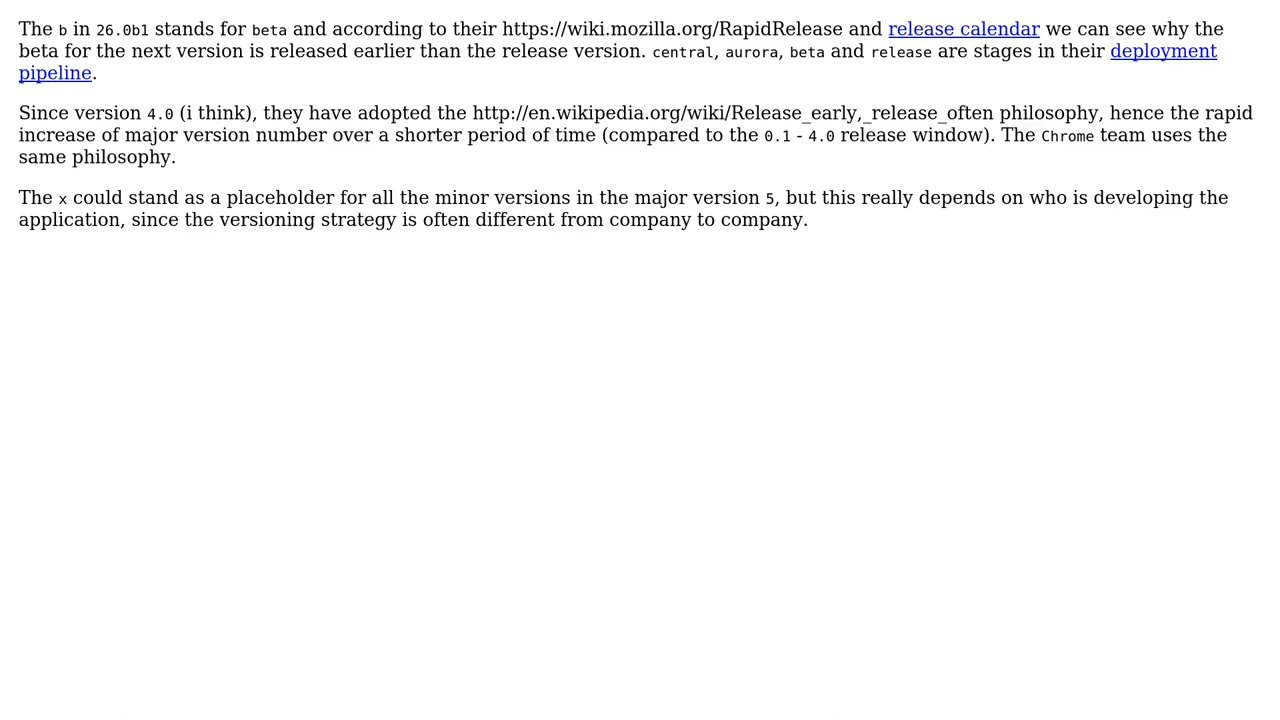 The b in 26.0b1 stands for beta and according to their https://wiki.mozilla.org/RapidRelease and release calendar we can see why the
beta for the next version is released earlier than the release version. central, aurora, beta and release are stages in their deployment
pipeline.
Since version 4.0 (i think), they have adopted the http://en.wikipedia.org/wiki/Release_early,_release_often philosophy, hence the rapid
increase of major version number over a shorter period of time (compared to the 0.1 - 4.0 release window). The Chrome team uses the
same philosophy.
The x could stand as a placeholder for all the minor versions in the major version 5, but this really depends on who is developing the
application, since the versioning strategy is often different from company to company.